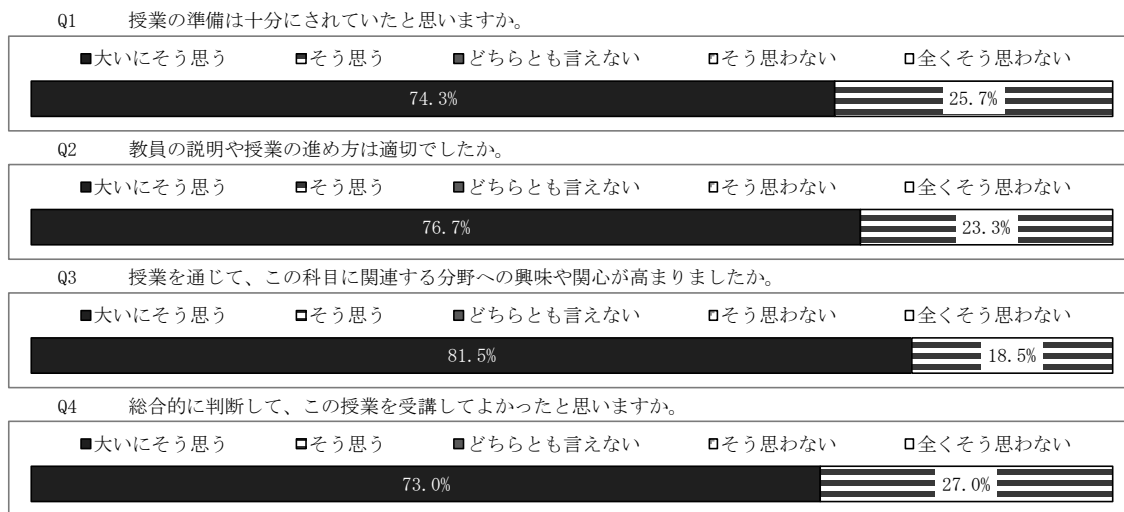 Q1 授業の準備は十分にされていたと思いますか。
■大いにそう思う ■そう思う ■どちらとも言えない □そう思わない □全くそう思わない
74.3% 25.7%
Q2 教員の説明や授業の進め方は適切でしたか。
■大いにそう思う ■そう思う ■どちらとも言えない □そう思わない □全くそう思わない
76.7% 23.3%
Q3 授業を通じて、この科目に関連する分野への興味や関心が高まりましたか。
■大いにそう思う □そう思う ■どちらとも言えない □そう思わない □全くそう思わない
81.5% 18.5%
Q4 総合的に判断して、この授業を受講してよかったと思いますか。
■大いにそう思う □そう思う ■どちらとも言えない □そう思わない □全くそう思わない
73.0% 27.0%